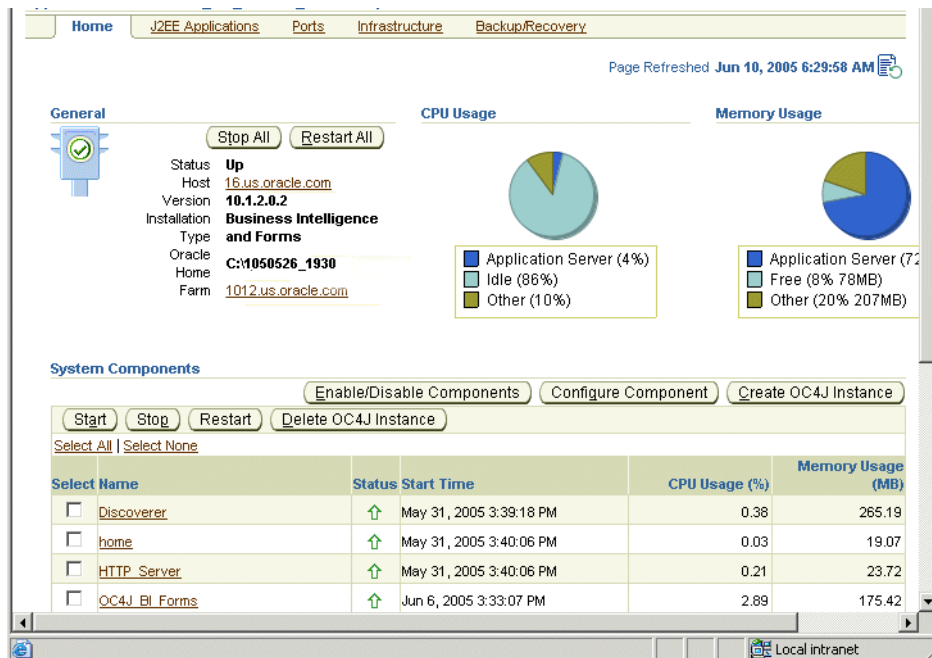 Home J2EE Applications Ports Infrastructure Backup/Recovery
Page Refreshed Jun 10, 2005 6:29:58 AM
General
Stop All Restart All
Status Up
Host 16.us.oracle.com
Version 10.1.2.0.2
Installation Type Business Intelligence and Forms
Oracle Home C:\1050526_1930
Farm 1012.us.oracle.com
CPU Usage
Application Server (4%)
Idle (86%)
Other (10%)
Memory Usage
Application Server (72
Free (8% 78MB)
Other (20% 207MB)
System Components
Enable/Disable Components Configure Component Create OC4J Instance
Start Stop Restart Delete OC4J Instance
Select All | Select None
Select Name Status Start Time CPU Usage (%) Memory Usage (MB)
Discoverer May 31, 2005 3:39:18 PM 0.38 265.19
home May 31, 2005 3:40:06 PM 0.03 19.07
HTTP_Server May 31, 2005 3:40:06 PM 0.21 23.72
OC4J_BI_Forms Jun 6, 2005 3:33:07 PM 2.89 175.42
Local intranet